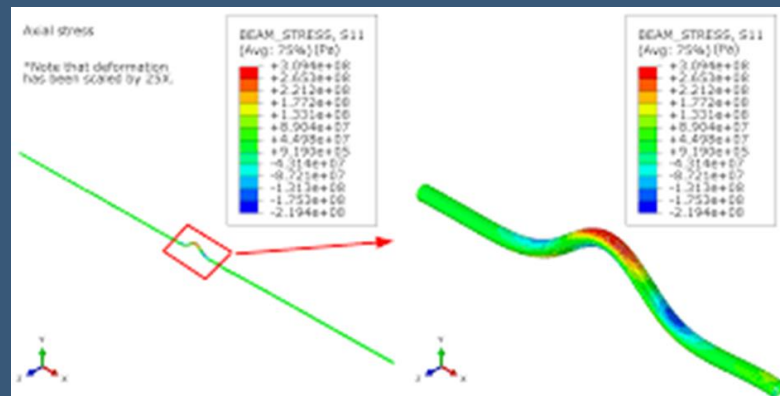 Axial stress
*Note that deformation
has been scaled by 25X.
BEAM_STRESS, S11
(Avg: 75%) (Pa)
+3.094e+08
+2.653e+08
+2.212e+08
+1.772e+08
+1.331e+08
+8.904e+07
+4.498e+07
+9.190e+05
-4.314e+07
-8.721e+07
-1.313e+08
-1.753e+08
-2.194e+08
Y
Z
X
BEAM_STRESS, S11
(Avg: 75%) (Pa)
+3.094e+08
+2.653e+08
+2.212e+08
+1.772e+08
+1.331e+08
+8.904e+07
+4.498e+07
+9.190e+05
-4.314e+07
-8.721e+07
-1.313e+08
-1.753e+08
-2.194e+08
Y
Z
X